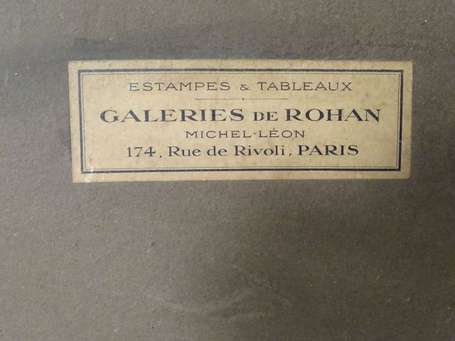 ESTAMPES & TABLEAUX
GALERIES DE ROHAN
MICHEL-LÉON
174, Rue de Rivoli, PARIS